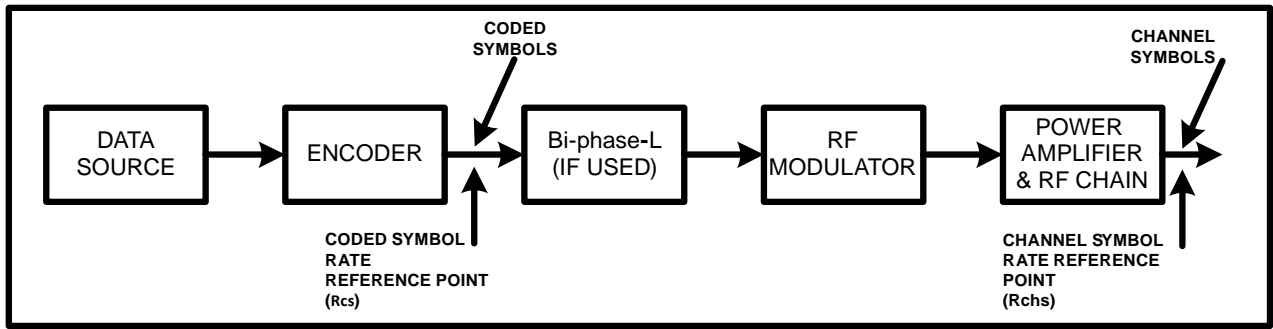 CODED
SYMBOLS
CHANNEL
SYMBOLS
DATA
SOURCE
ENCODER
Bi-phase-L
(IF USED)
RF
MODULATOR
POWER
AMPLIFIER
& RF CHAIN
CODED SYMBOL
RATE
REFERENCE POINT
(Rcs)
CHANNEL SYMBOL
RATE REFERENCE
POINT
(Rchs)